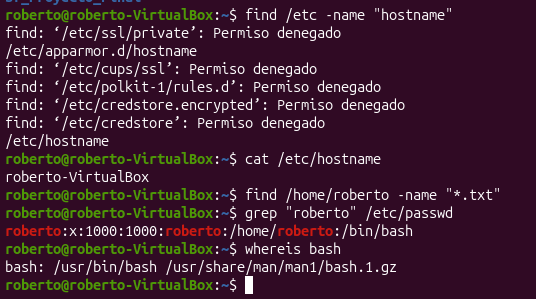 roberto@roberto-VirtualBox:~$ find /etc -name "hostname"
find: ‘/etc/ssl/private’: Permiso denegado
/etc/apparmor.d/hostname
find: ‘/etc/cups/ssl’: Permiso denegado
find: ‘/etc/polkit-1/rules.d’: Permiso denegado
find: ‘/etc/credstore.encrypted’: Permiso denegado
find: ‘/etc/credstore’: Permiso denegado
/etc/hostname
roberto@roberto-VirtualBox:~$ cat /etc/hostname
roberto-VirtualBox
roberto@roberto-VirtualBox:~$ find /home/roberto -name "*.txt"
roberto@roberto-VirtualBox:~$ grep "roberto" /etc/passwd
roberto:x:1000:1000:roberto:/home/roberto:/bin/bash
roberto@roberto-VirtualBox:~$ whereis bash
bash: /usr/bin/bash /usr/share/man/man1/bash.1.gz
roberto@roberto-VirtualBox:~$